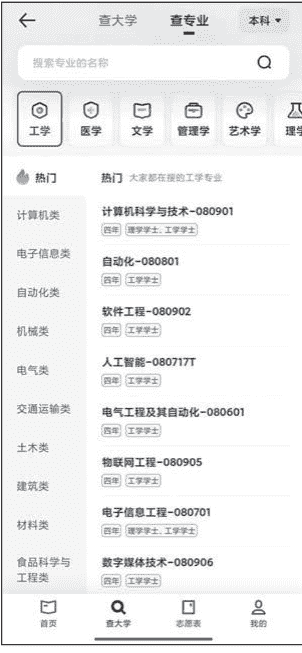 查大学 查专业 本科
搜索专业的名称
工学 医学 文学 管理学 艺术学 理学
热门
计算机类
电子信息类
自动化类
机械类
电气类
交通运输类
土木类
建筑类
材料类
食品科学与
工程类
热门 大家都在搜的工学专业
计算机科学与技术-080901
四年 理学学士、工学学士
自动化-080801
四年 工学学士
软件工程-080902
四年 工学学士
人工智能-080717T
四年 工学学士
电气工程及其自动化-080601
四年 工学学士
物联网工程-080905
四年 工学学士
电子信息工程-080701
四年 理学学士、工学学士
数字媒体技术-080906
四年 工学学士
首页 查大学 志愿表 我的